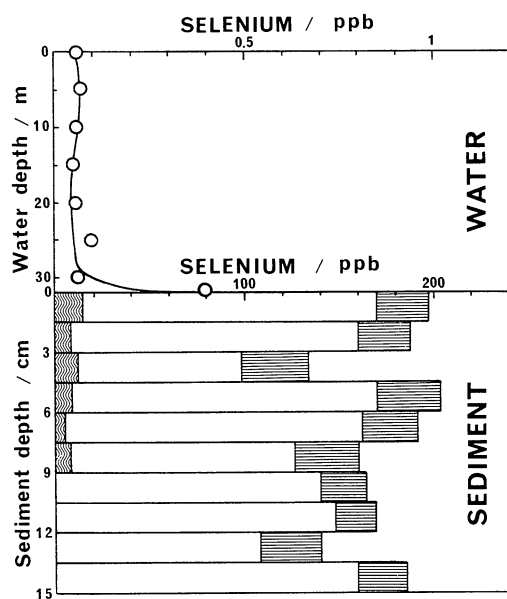 SELENIUM / ppb
0.5 1
0
10
20
30
Water depth / m
WATER
SELENIUM / ppb
100 200
0
3
6
9
12
15
Sediment depth / cm
SEDIMENT